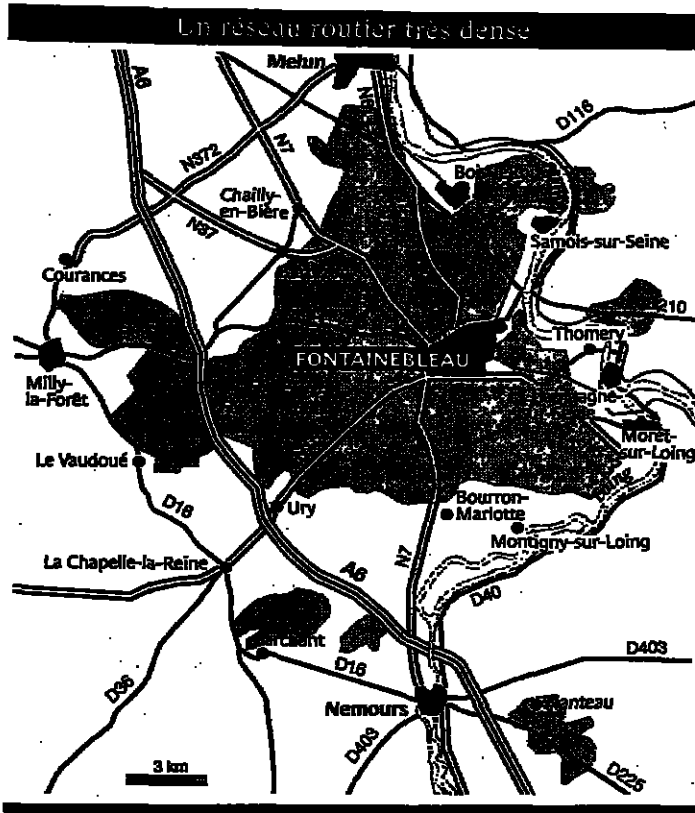 Un réseau routier très dense
Melun
A6
N7
N372
D116
Chailly-
en-Bière
N37
Samois-sur-Seine
Courances
210
Thomery
FONTAINEBLEAU
Milly-
la-Forêt
Moret-
sur-Loing
Le Vaudoué
Bourron-
Marlotte
Ury
D16
Montigny-sur-Loing
La Chapelle-la-Reine
A6
N7
D40
D403
D16
D36
Nemours
D403
D225
3 km